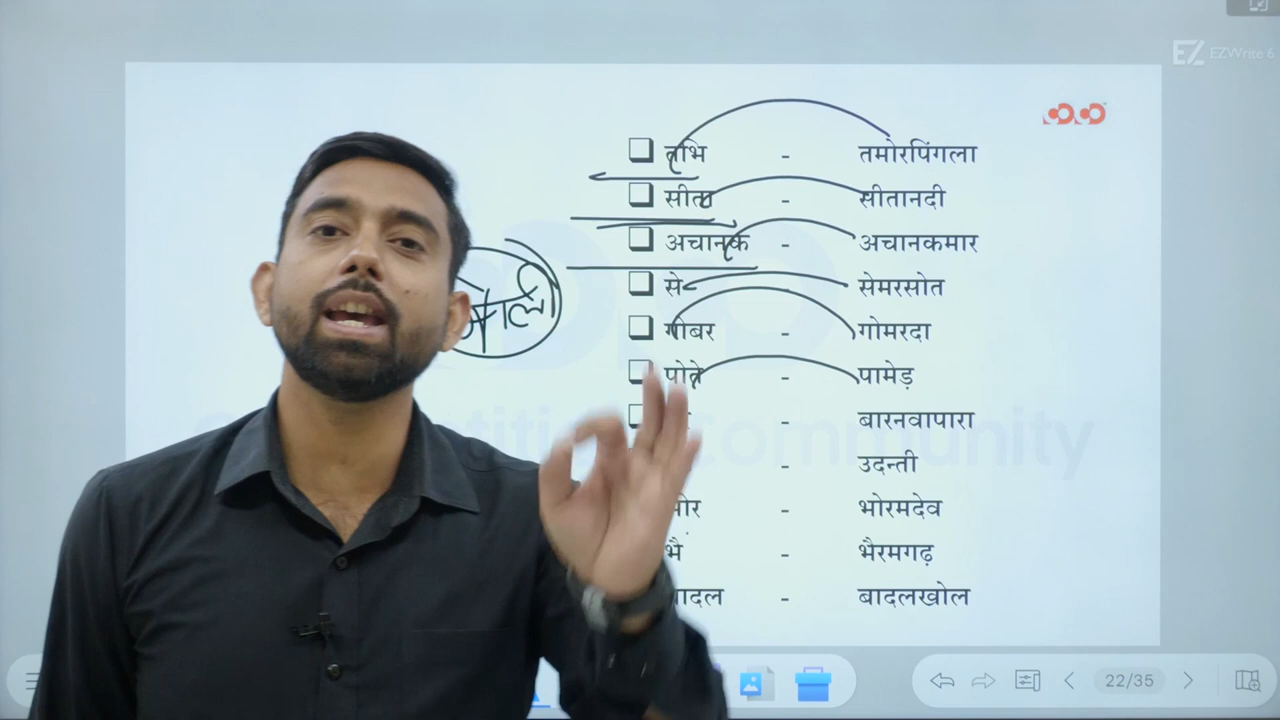 EZWrite 6
तभि - तमोरपिंगला
सीता - सीतानदी
अचानक - अचानकमार
से - सेमरसोत
गोबर - गोमरदा
पोते - पामेड़
- बारनवापारा
- उदन्ती
- भोरमदेव
भै - भैरमगढ़
- बादलखोल
Community
22/35